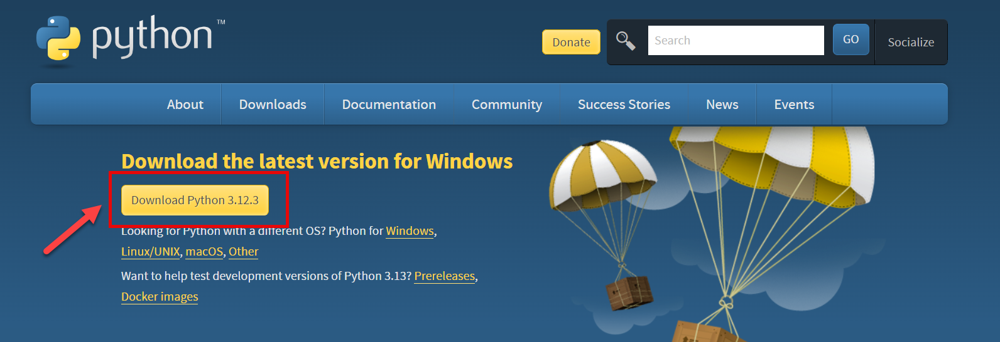 python™
Donate
Search
GO
Socialize
About
Downloads
Documentation
Community
Success Stories
News
Events
Download the latest version for Windows
Download Python 3.12.3
Looking for Python with a different OS? Python for Windows,
Linux/UNIX, macOS, Other
Want to help test development versions of Python 3.13? Prereleases,
Docker images